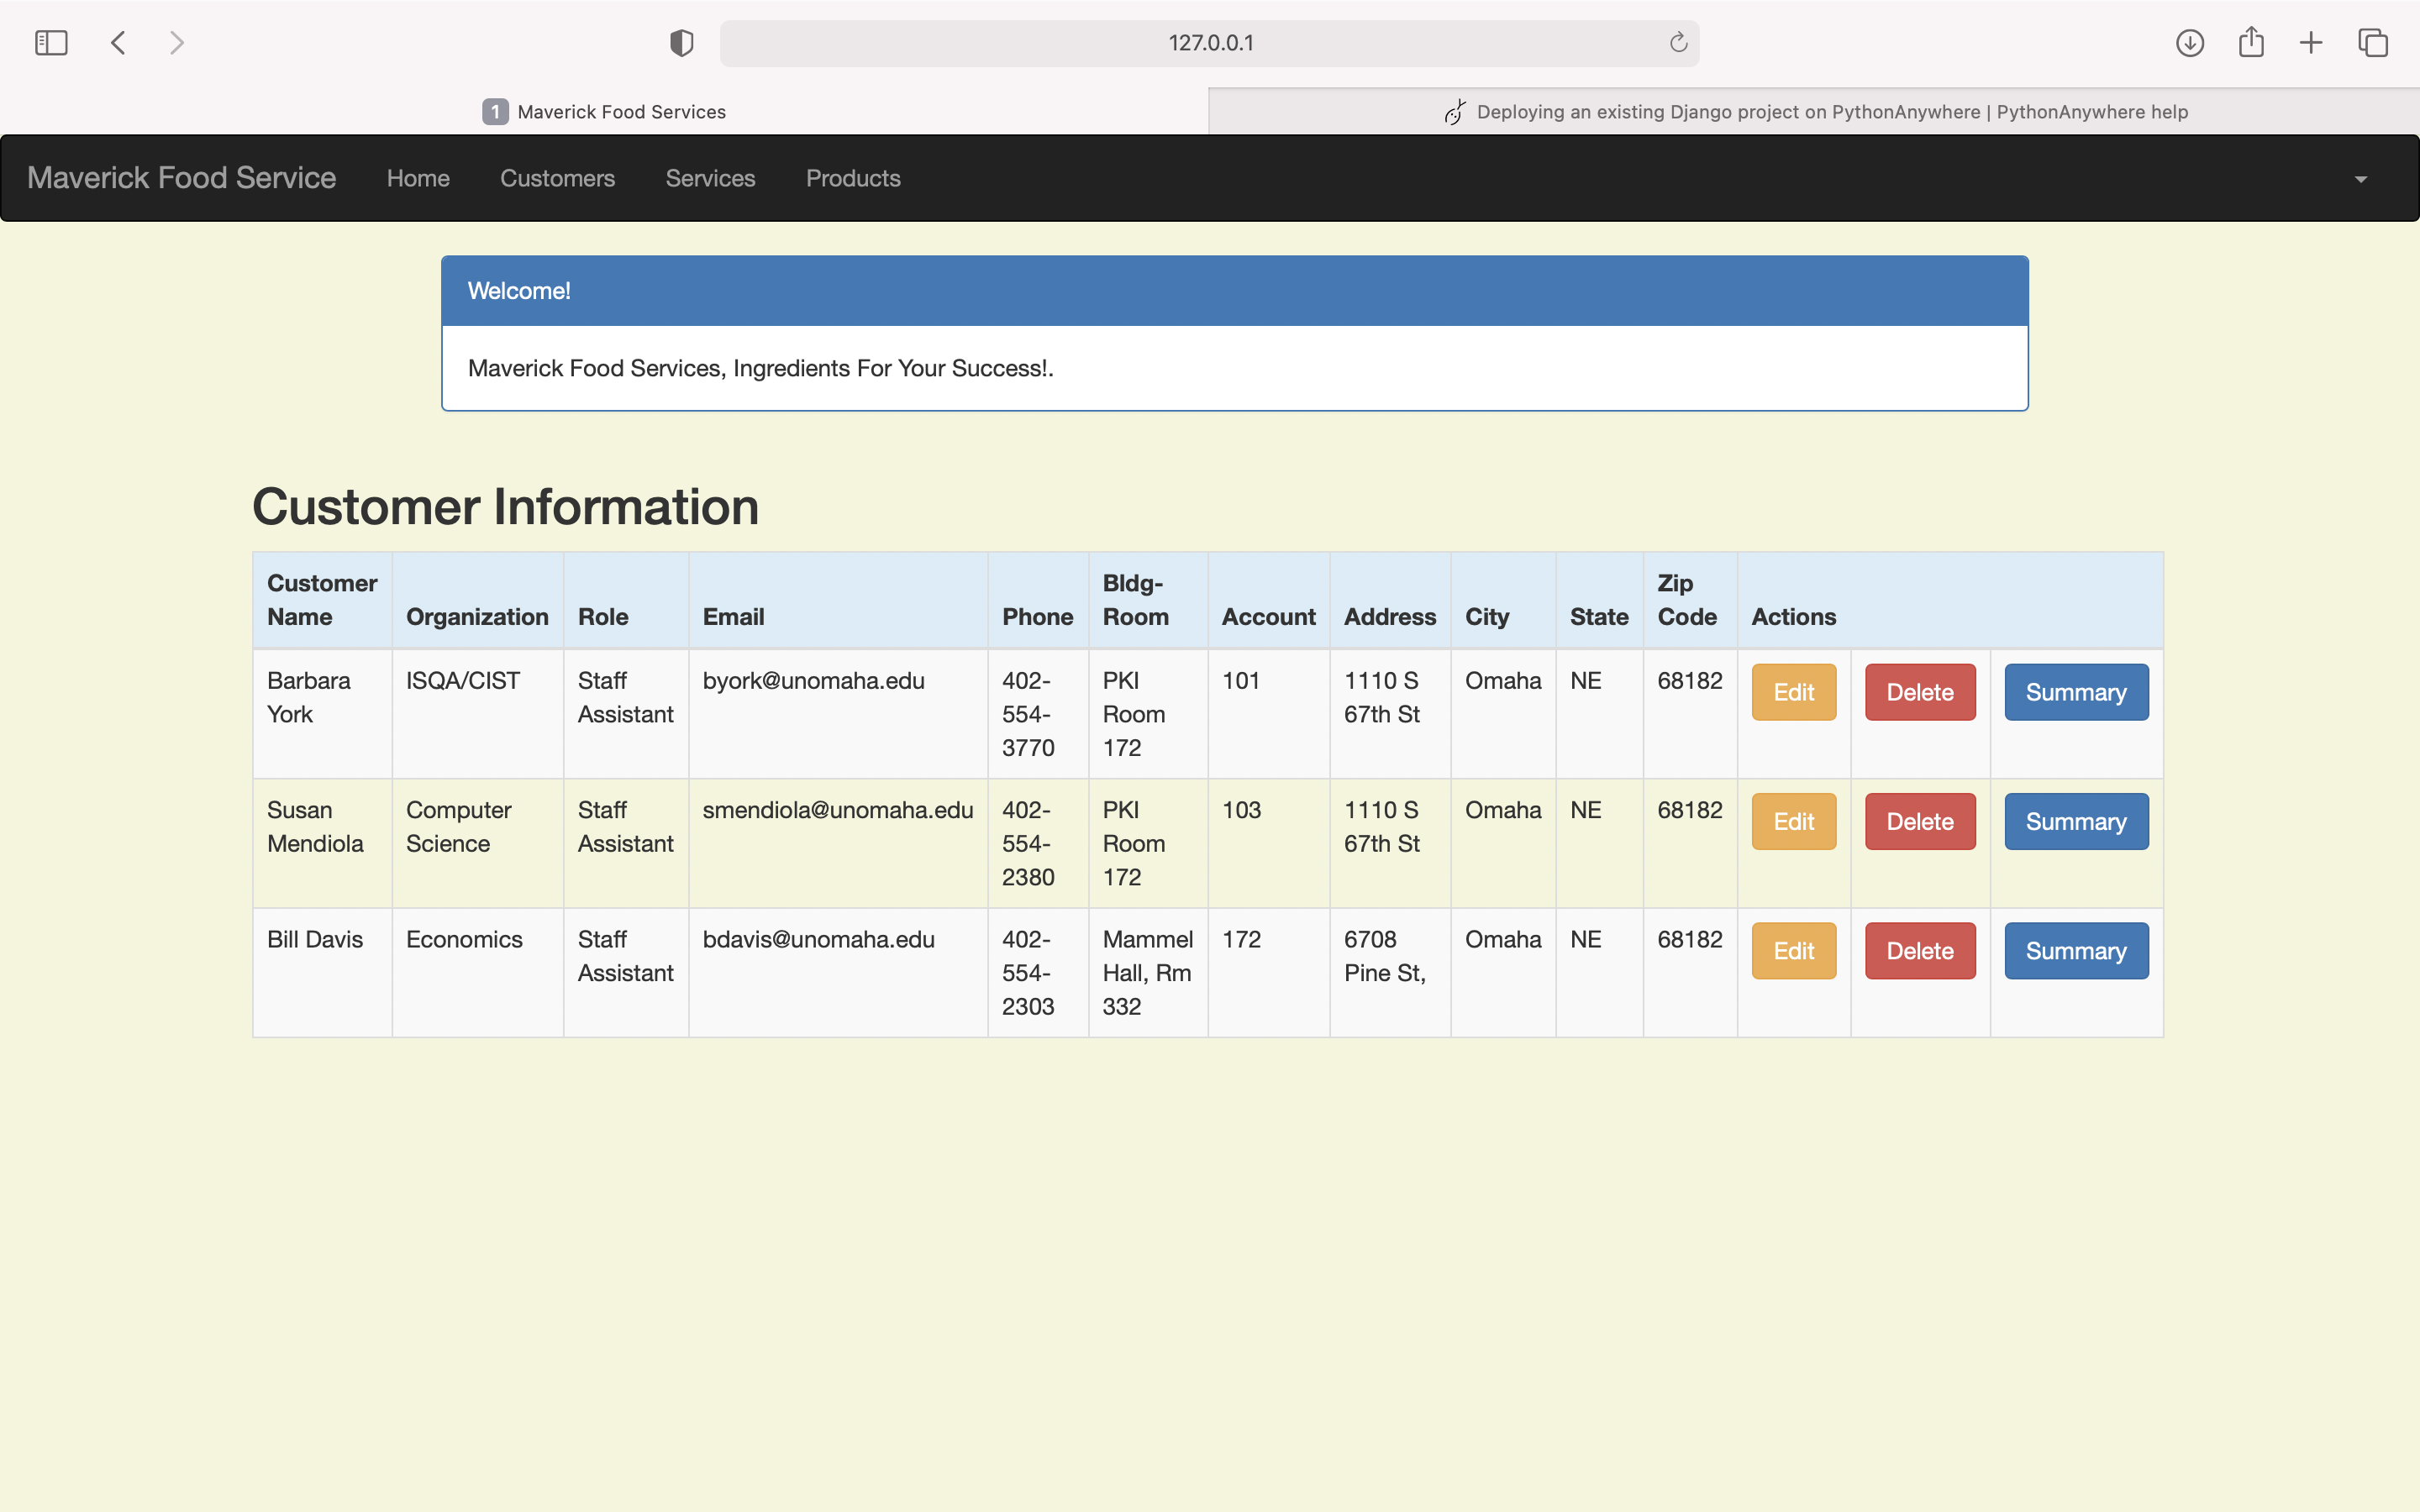 127.0.0.1
1 Maverick Food Services
Deploying an existing Django project on PythonAnywhere | PythonAnywhere help
Maverick Food Service Home Customers Services Products
Welcome!
Maverick Food Services, Ingredients For Your Success!.
Customer Information
Customer Name Organization Role Email Phone Bldg-Room Account Address City State Zip Code Actions
Barbara York ISQA/CIST Staff Assistant byork@unomaha.edu 402-554-3770 PKI Room 172 101 1110 S 67th St Omaha NE 68182 Edit Delete Summary
Susan Mendiola Computer Science Staff Assistant smendiola@unomaha.edu 402-554-2380 PKI Room 172 103 1110 S 67th St Omaha NE 68182 Edit Delete Summary
Bill Davis Economics Staff Assistant bdavis@unomaha.edu 402-554-2303 Mammel Hall, Rm 332 172 6708 Pine St, Omaha NE 68182 Edit Delete Summary